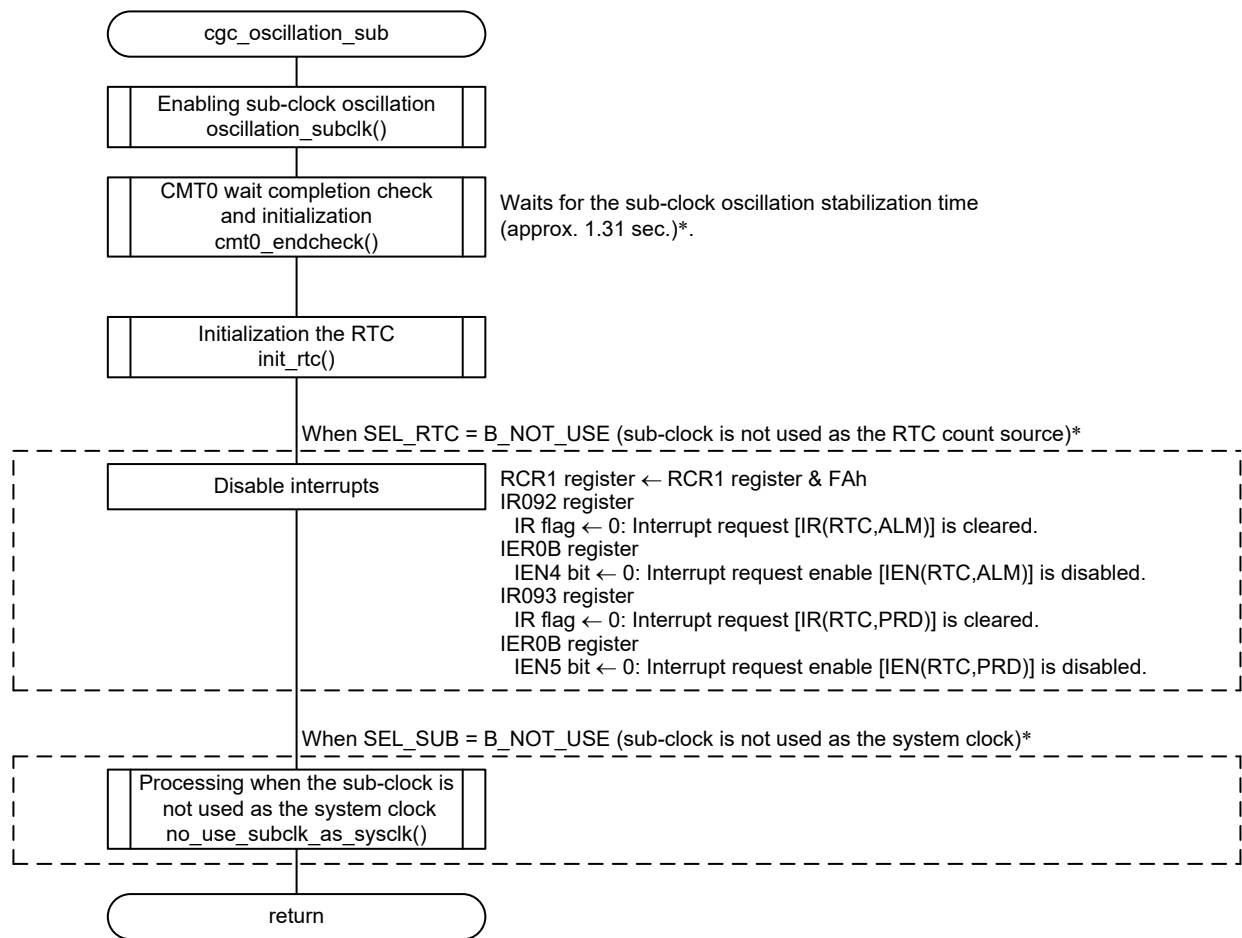 cgc_oscillation_sub
Enabling sub-clock oscillation
oscillation_subclk()
CMT0 wait completion check
and initialization
cmt0_endcheck()
Waits for the sub-clock oscillation stabilization time
(approx. 1.31 sec.)*.
Initialization the RTC
init_rtc()
When SEL_RTC = B_NOT_USE (sub-clock is not used as the RTC count source)*
Disable interrupts
RCR1 register ← RCR1 register & FAh
IR092 register
IR flag ← 0: Interrupt request [IR(RTC,ALM)] is cleared.
IER0B register
IEN4 bit ← 0: Interrupt request enable [IEN(RTC,ALM)] is disabled.
IR093 register
IR flag ← 0: Interrupt request [IR(RTC,PRD)] is cleared.
IER0B register
IEN5 bit ← 0: Interrupt request enable [IEN(RTC,PRD)] is disabled.
When SEL_SUB = B_NOT_USE (sub-clock is not used as the system clock)*
Processing when the sub-clock is
not used as the system clock
no_use_subclk_as_sysclk()
return